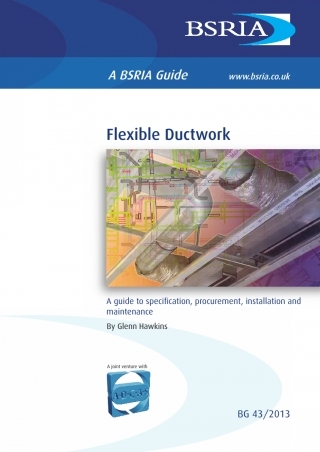 BSRIA
A BSRIA Guide
www.bsria.co.uk
Flexible Ductwork
A guide to specification, procurement, installation and
maintenance
By Glenn Hawkins
A joint venture with
BG 43/2013